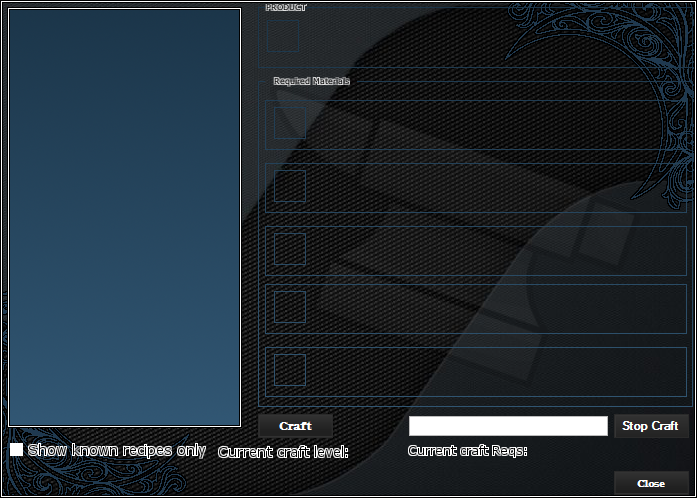 PRODUCT
Required Materials
Craft
Stop Craft
Show known recipes only
Current craft level:
Current craft Reqs:
Close